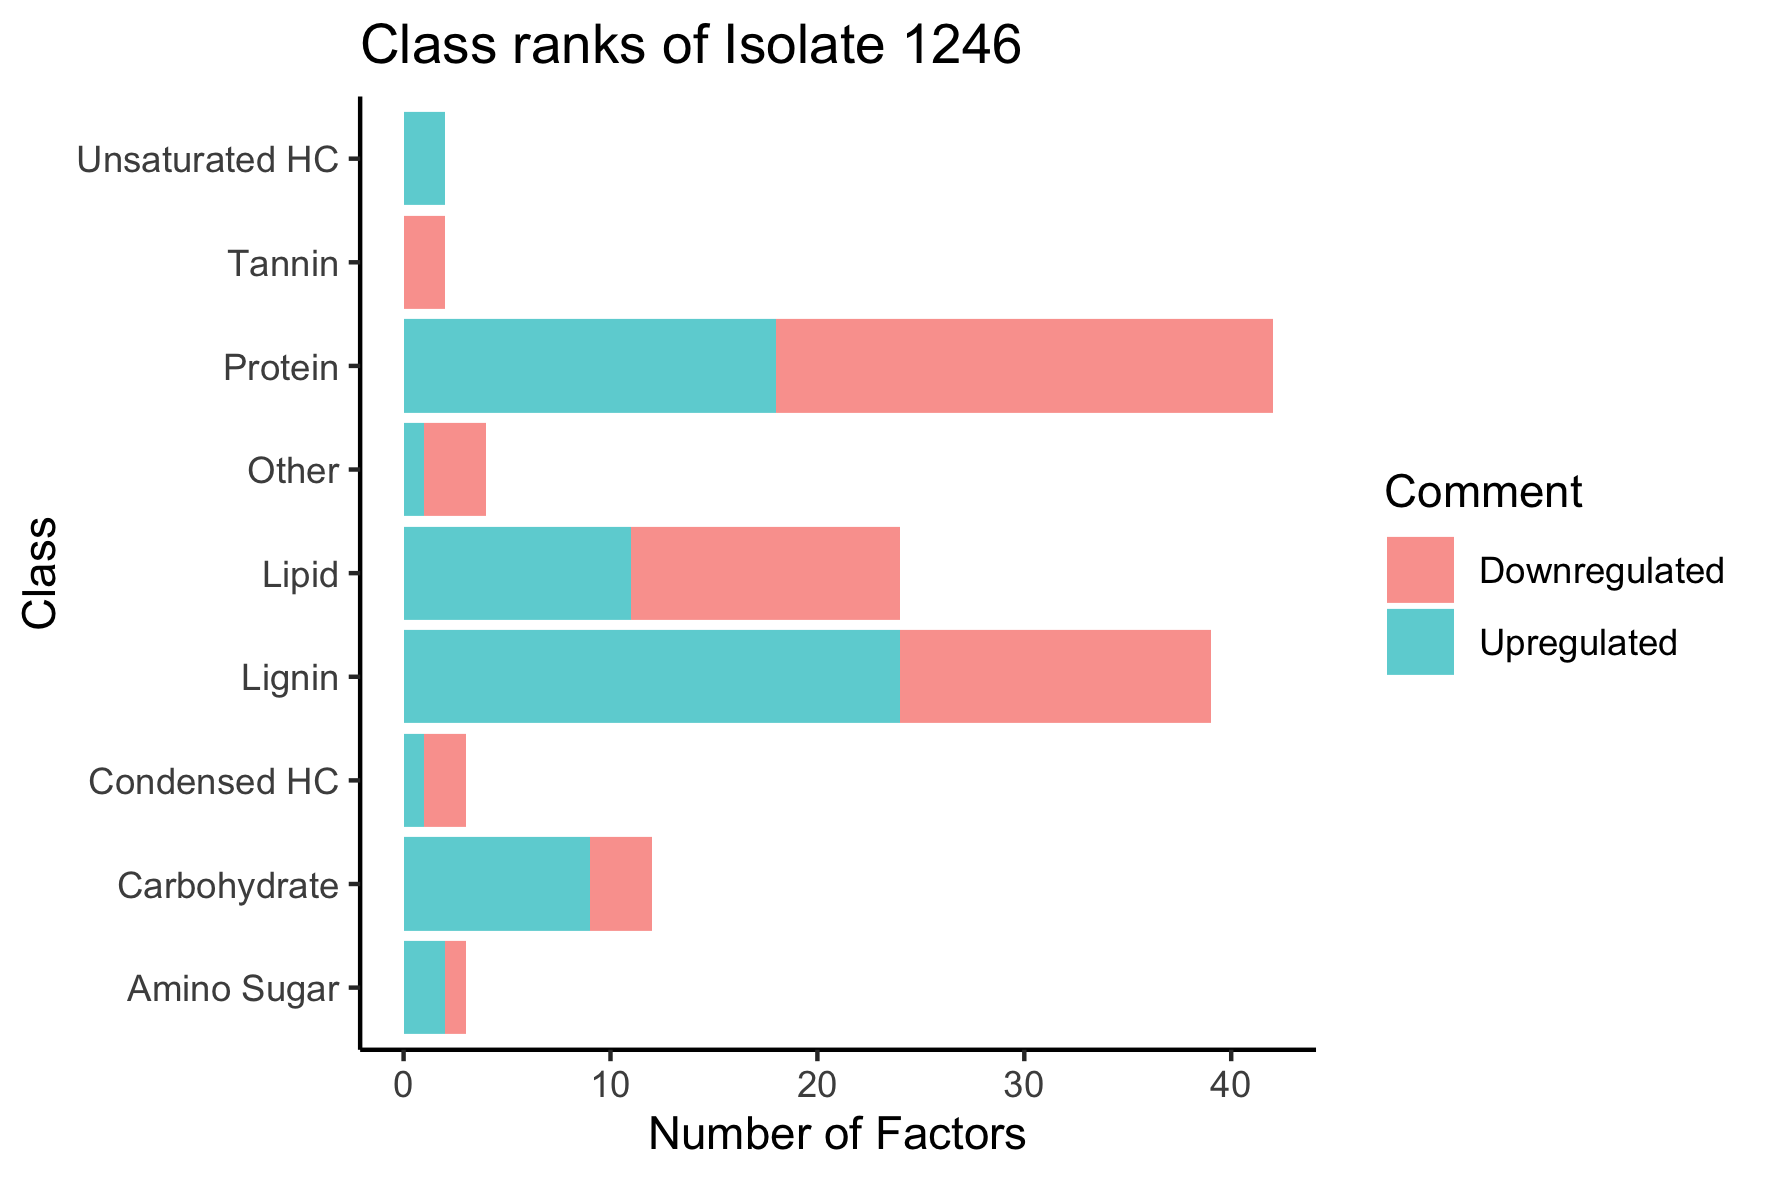 Class ranks of Isolate 1246
Class
Unsaturated HC
Tannin
Protein
Other
Lipid
Lignin
Condensed HC
Carbohydrate
Amino Sugar
0 10 20 30 40
Number of Factors
Comment
Downregulated
Upregulated